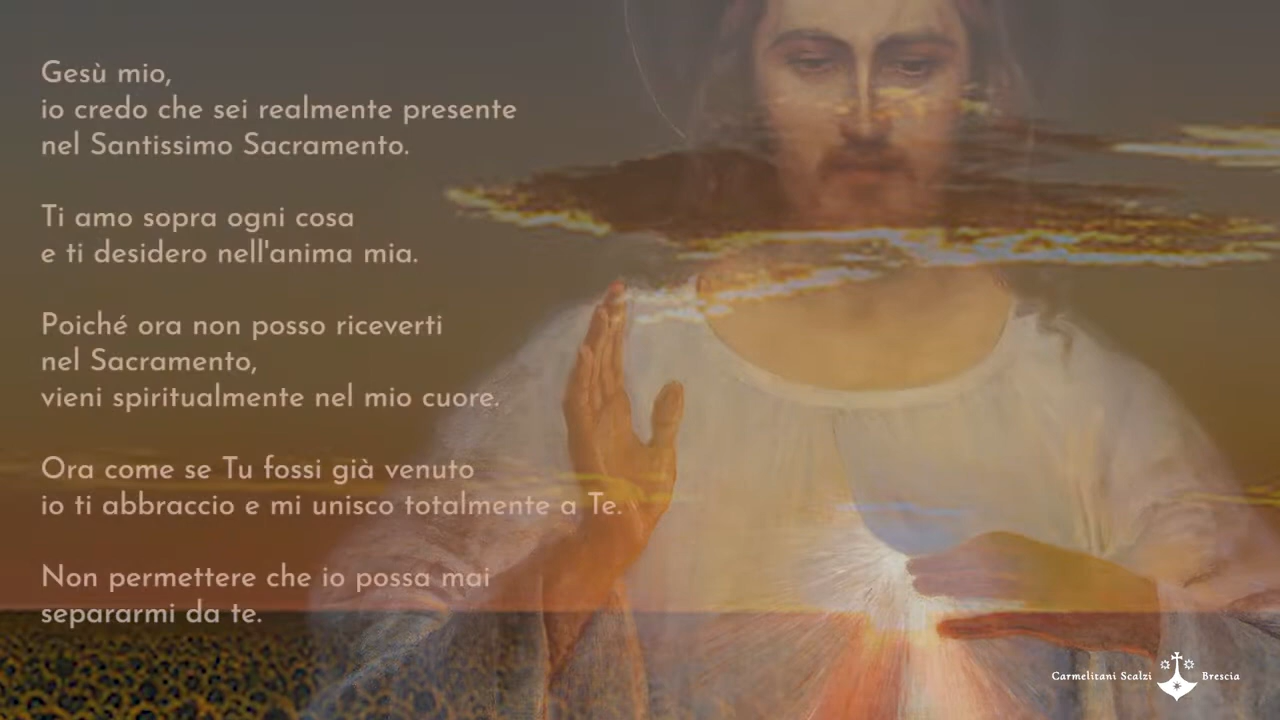 Gesù mio,
io credo che sei realmente presente
nel Santissimo Sacramento.
Ti amo sopra ogni cosa
e ti desidero nell'anima mia.
Poiché ora non posso riceverti
nel Sacramento,
vieni spiritualmente nel mio cuore.
Ora come se Tu fossi già venuto
io ti abbraccio e mi unisco totalmente a Te.
Non permettere che io possa mai
separarmi da te.
Carmelitani Scalzi Brescia